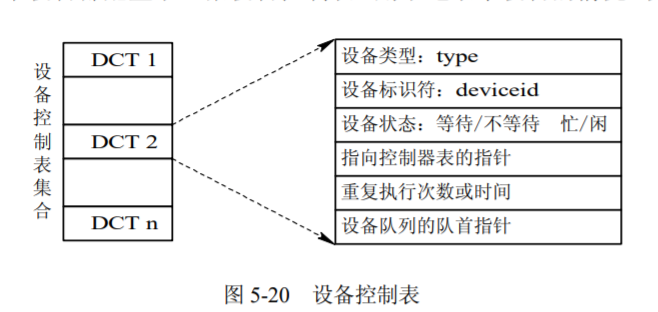 设备控制表集合
DCT 1
DCT 2
DCT n
设备类型：type
设备标识符：deviceid
设备状态：等待/不等待 忙/闲
指向控制器表的指针
重复执行次数或时间
设备队列的队首指针
图 5-20 设备控制表